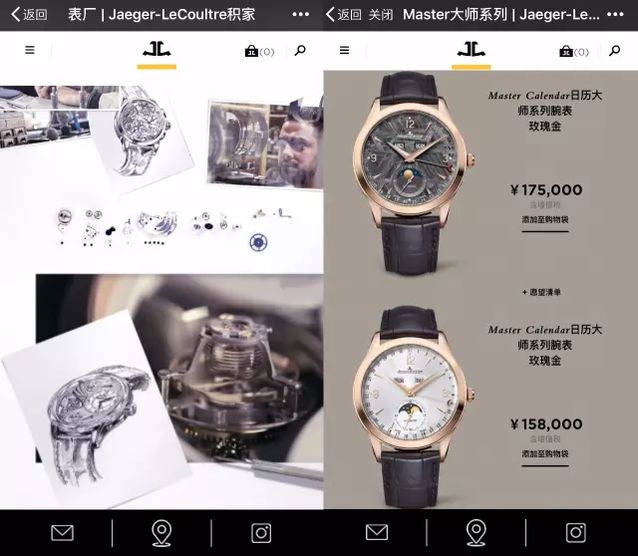 返回
表厂 | Jaeger-LeCoultre积家
(0)
返回 关闭 Master大师系列 | Jaeger-Le...
(0)
Master Calendar日历大
师系列腕表
玫瑰金
¥175,000
含增值税
添加至购物袋
+ 愿望清单
Master Calendar日历大
师系列腕表
玫瑰金
¥158,000
含增值税
添加至购物袋